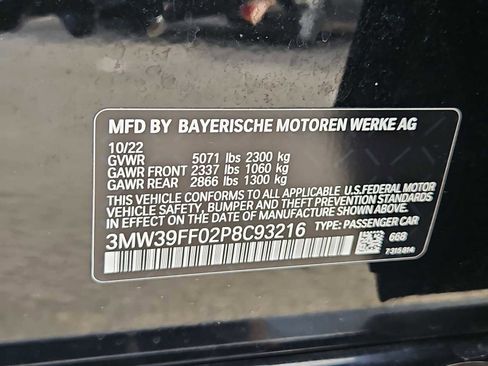 MFD BY BAYERISCHE MOTOREN WERKE AG
10/22
GVWR 5071 lbs 2300 kg
GAWR FRONT 2337 lbs 1060 kg
GAWR REAR 2866 lbs 1300 kg
THIS VEHICLE CONFORMS TO ALL APPLICABLE U.S.FEDERAL MOTOR
VEHICLE SAFETY, BUMPER AND THEFT PREVENTION STANDARDS
IN EFFECT ON THE DATE OF MANUFACTURE SHOWN ABOVE.
3MW39FF02P8C93216 TYPE: PASSENGER CAR
668